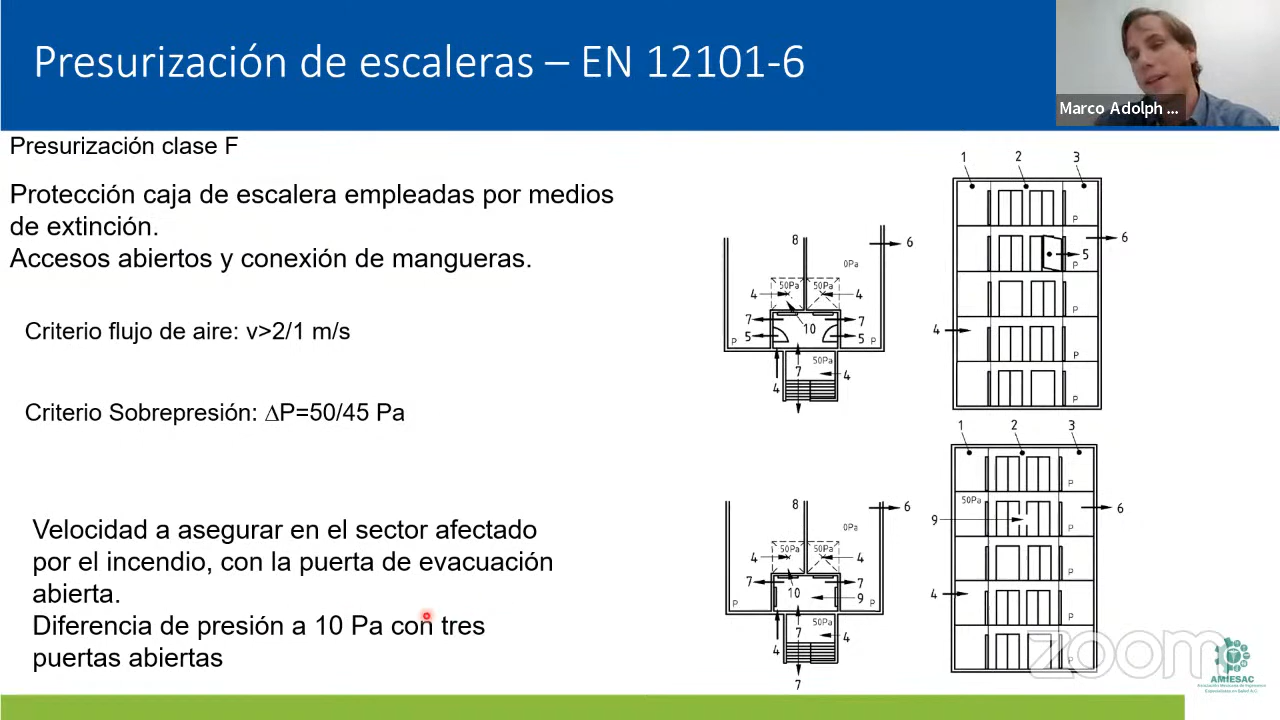 Presurización de escaleras – EN 12101-6
Marco Adolph ...
Presurización clase F
Protección caja de escalera empleadas por medios
de extinción.
Accesos abiertos y conexión de mangueras.
Criterio flujo de aire: v>2/1 m/s
Criterio Sobrepresión: ∆P=50/45 Pa
Velocidad a asegurar en el sector afectado
por el incendio, con la puerta de evacuación
abierta.
Diferencia de presión a 10 Pa con tres
puertas abiertas
8
6
0Pa
50Pa 50Pa
4 4
7 7
10
5 5
P P
50Pa
7
4
4
1 2 3
P
6
5
P
4
P
P
8
6
0Pa
50Pa 50Pa
4 4
7 7
10
9
P P
50Pa
7
4
4
7
1 2 3
P
50Pa
6
9
P
P
4
P
P
zoom
AMIESAC